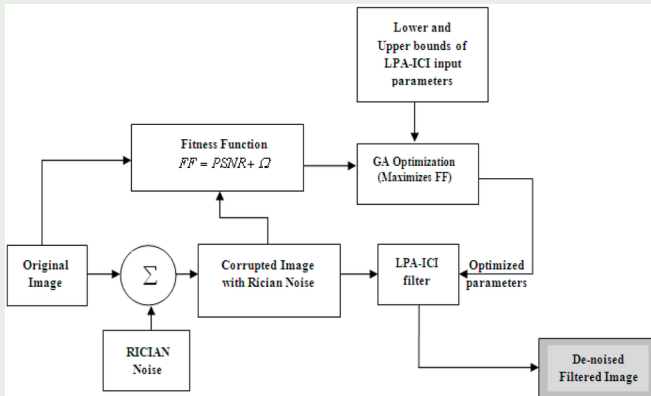 Lower and
Upper bounds of
LPA-ICI input
parameters
Fitness Function
FF = PSNR + Ω
GA Optimization
(Maximizes FF)
Original
Image
Σ
Corrupted Image
with Rician Noise
LPA-ICI
filter
Optimized
parameters
RICIAN
Noise
De-noised
Filtered Image